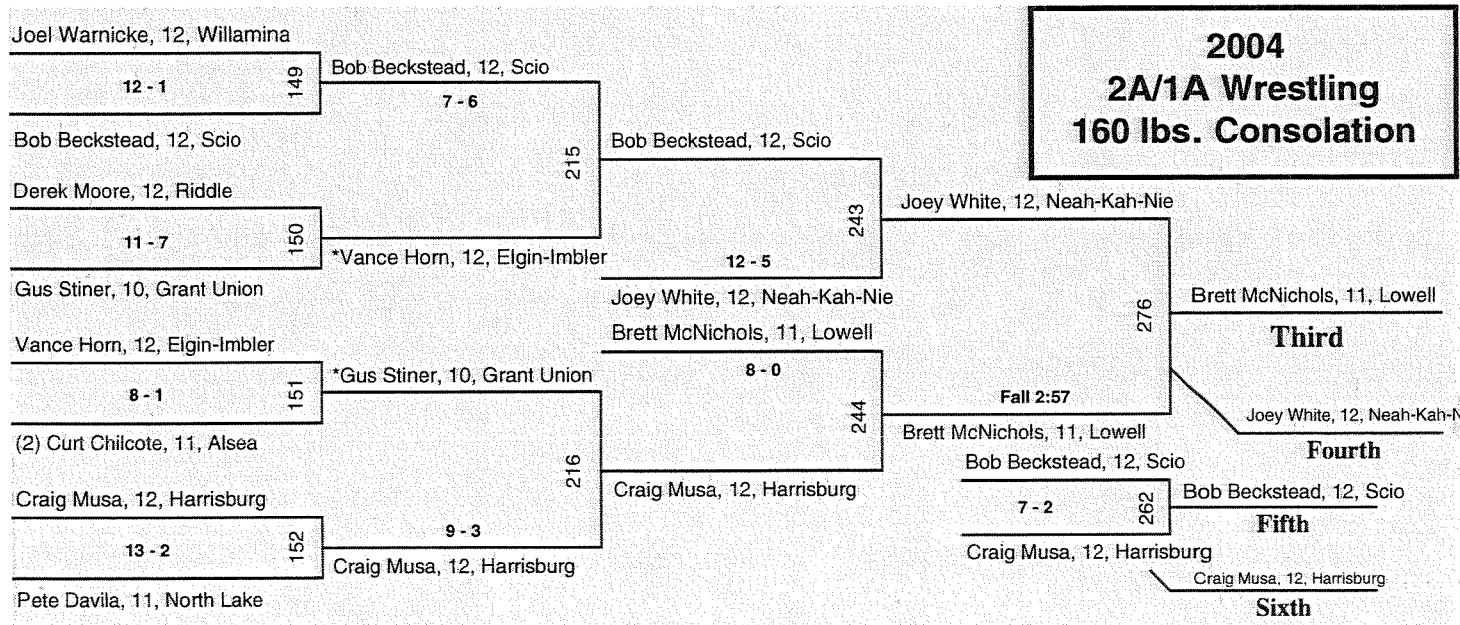 2004
2A/1A Wrestling
160 lbs. Consolation
Joel Warnicke, 12, Willamina
12 - 1
149
Bob Beckstead, 12, Scio
Derek Moore, 12, Riddle
11 - 7
150
Gus Stiner, 10, Grant Union
Vance Horn, 12, Elgin-Imbler
8 - 1
151
(2) Curt Chilcote, 11, Alsea
Craig Musa, 12, Harrisburg
13 - 2
152
Pete Davila, 11, North Lake
Bob Beckstead, 12, Scio
7 - 6
215
*Vance Horn, 12, Elgin-Imbler
*Gus Stiner, 10, Grant Union
216
9 - 3
Craig Musa, 12, Harrisburg
Bob Beckstead, 12, Scio
243
12 - 5
Joey White, 12, Neah-Kah-Nie
Brett McNichols, 11, Lowell
8 - 0
244
Craig Musa, 12, Harrisburg
Joey White, 12, Neah-Kah-Nie
276
Fall 2:57
Brett McNichols, 11, Lowell
Brett McNichols, 11, Lowell
Third
Joey White, 12, Neah-Kah-N
Fourth
Bob Beckstead, 12, Scio
7 - 2
262
Craig Musa, 12, Harrisburg
Bob Beckstead, 12, Scio
Fifth
Craig Musa, 12, Harrisburg
Sixth